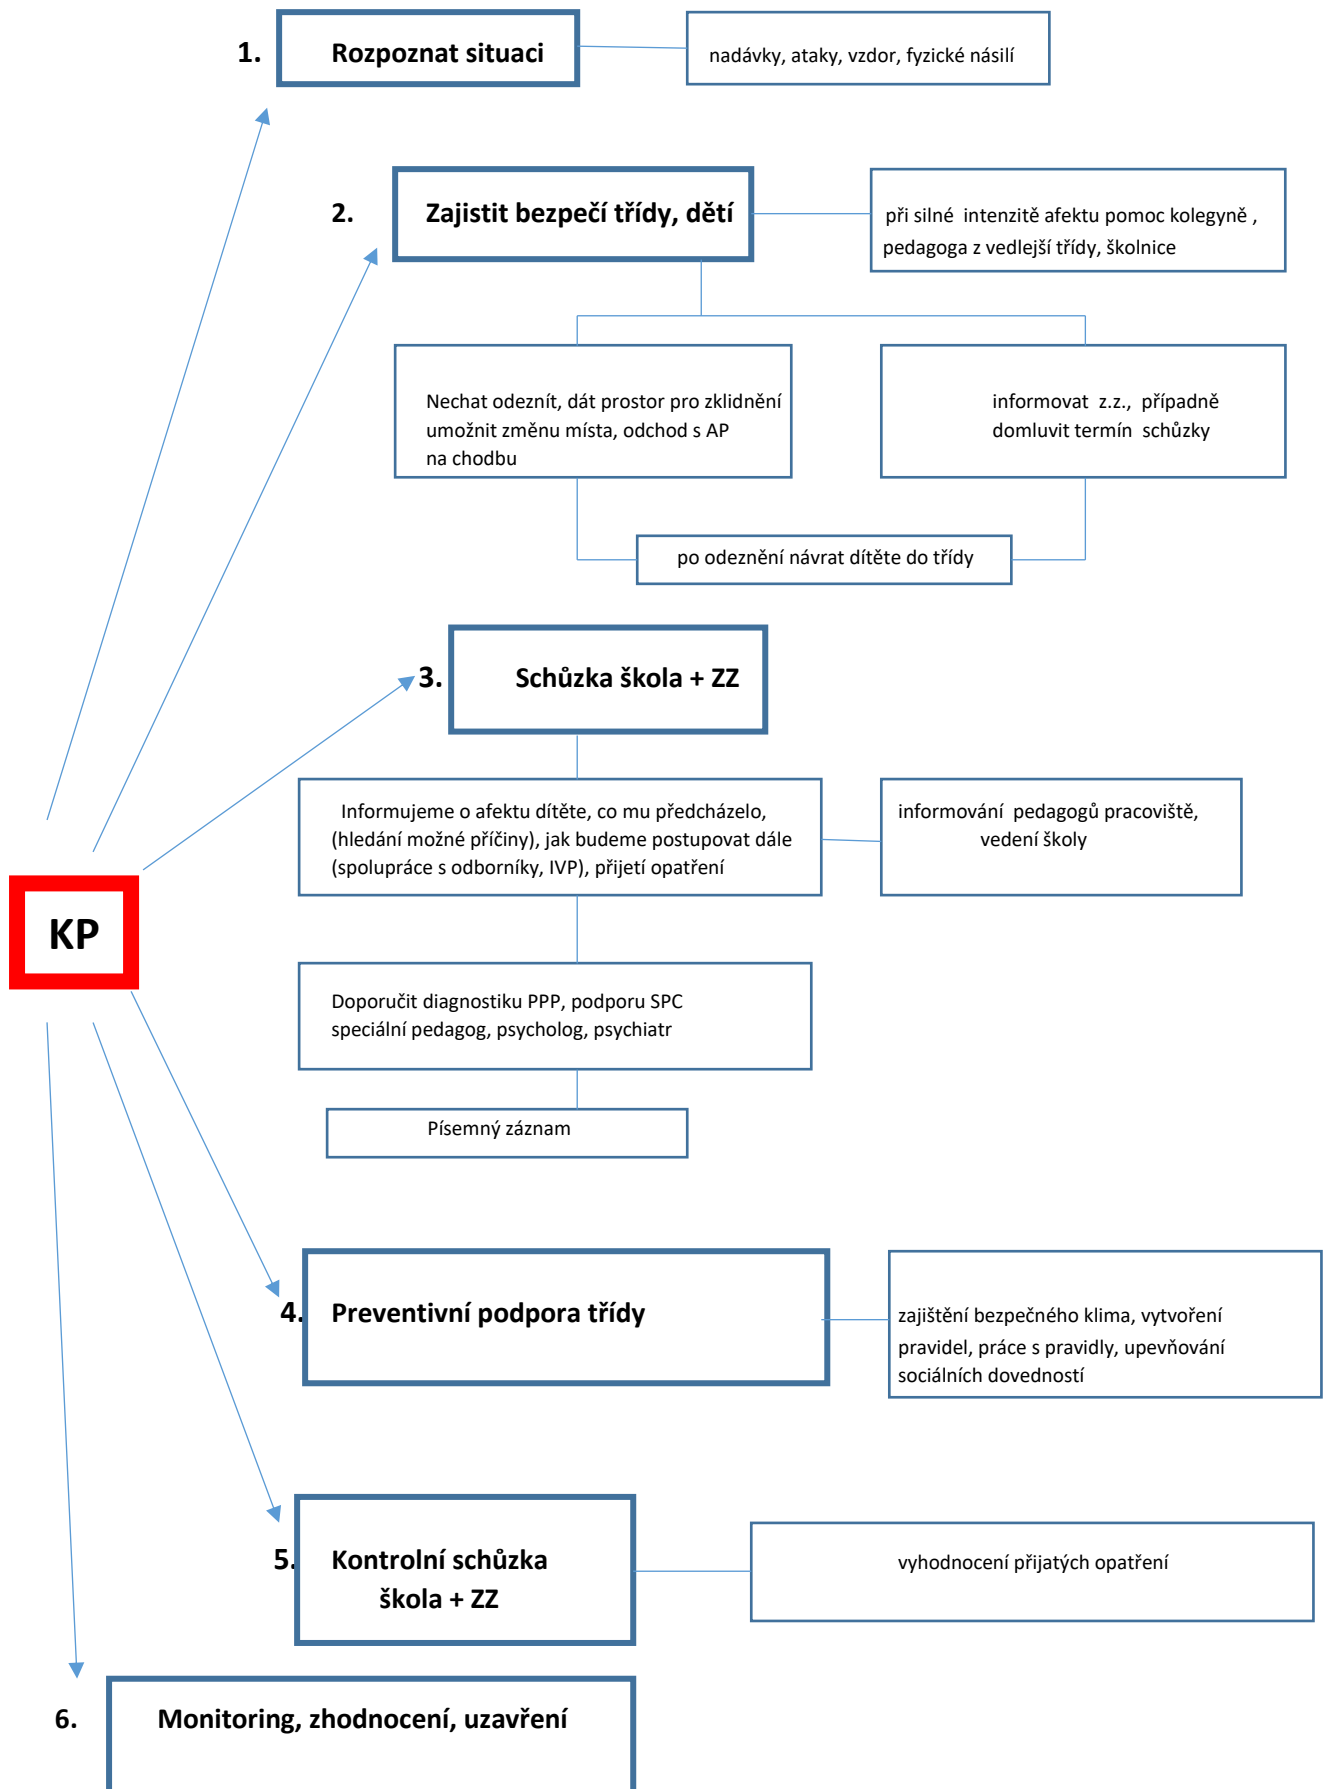 1. Rozpoznat situaci
nadávky, ataky, vzdor, fyzické násilí
2. Zajistit bezpečí třídy, dětí
při silné intenzitě afektu pomoc kolegyně ,
pedagoga z vedlejší třídy, školnice
Nechat odeznít, dát prostor pro zklidnění
umožnit změnu místa, odchod s AP
na chodbu
informovat z.z., případně
domluvit termín schůzky
po odeznění návrat dítěte do třídy
3. Schůzka škola + ZZ
Informujeme o afektu dítěte, co mu předcházelo,
(hledání možné příčiny), jak budeme postupovat dále
(spolupráce s odborníky, IVP), přijetí opatření
informování pedagogů pracoviště,
vedení školy
KP
Doporučit diagnostiku PPP, podporu SPC
speciální pedagog, psycholog, psychiatr
Písemný záznam
4. Preventivní podpora třídy
zajištění bezpečného klima, vytvoření
pravidel, práce s pravidly, upevňování
sociálních dovedností
5. Kontrolní schůzka
škola + ZZ
vyhodnocení přijatých opatření
6. Monitoring, zhodnocení, uzavření